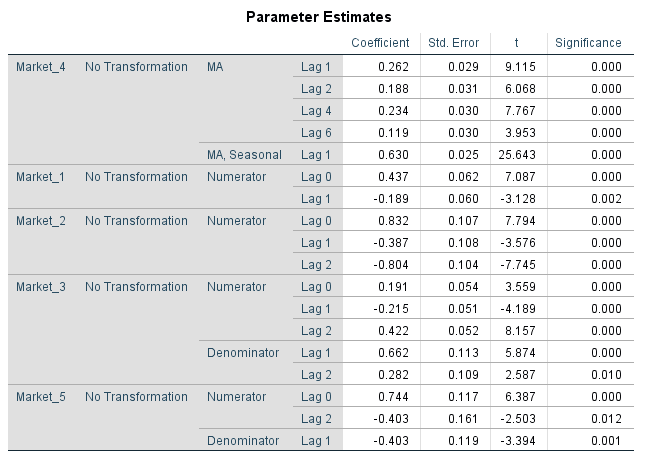 Parameter Estimates
Coefficient Std. Error t Significance
Market_4 No Transformation MA Lag 1 0.262 0.029 9.115 0.000
Lag 2 0.188 0.031 6.068 0.000
Lag 4 0.234 0.030 7.767 0.000
Lag 6 0.119 0.030 3.953 0.000
MA, Seasonal Lag 1 0.630 0.025 25.643 0.000
Market_1 No Transformation Numerator Lag 0 0.437 0.062 7.087 0.000
Lag 1 -0.189 0.060 -3.128 0.002
Market_2 No Transformation Numerator Lag 0 0.832 0.107 7.794 0.000
Lag 1 -0.387 0.108 -3.576 0.000
Lag 2 -0.804 0.104 -7.745 0.000
Market_3 No Transformation Numerator Lag 0 0.191 0.054 3.559 0.000
Lag 1 -0.215 0.051 -4.189 0.000
Lag 2 0.422 0.052 8.157 0.000
Denominator Lag 1 0.662 0.113 5.874 0.000
Lag 2 0.282 0.109 2.587 0.010
Market_5 No Transformation Numerator Lag 0 0.744 0.117 6.387 0.000
Lag 2 -0.403 0.161 -2.503 0.012
Denominator Lag 1 -0.403 0.119 -3.394 0.001